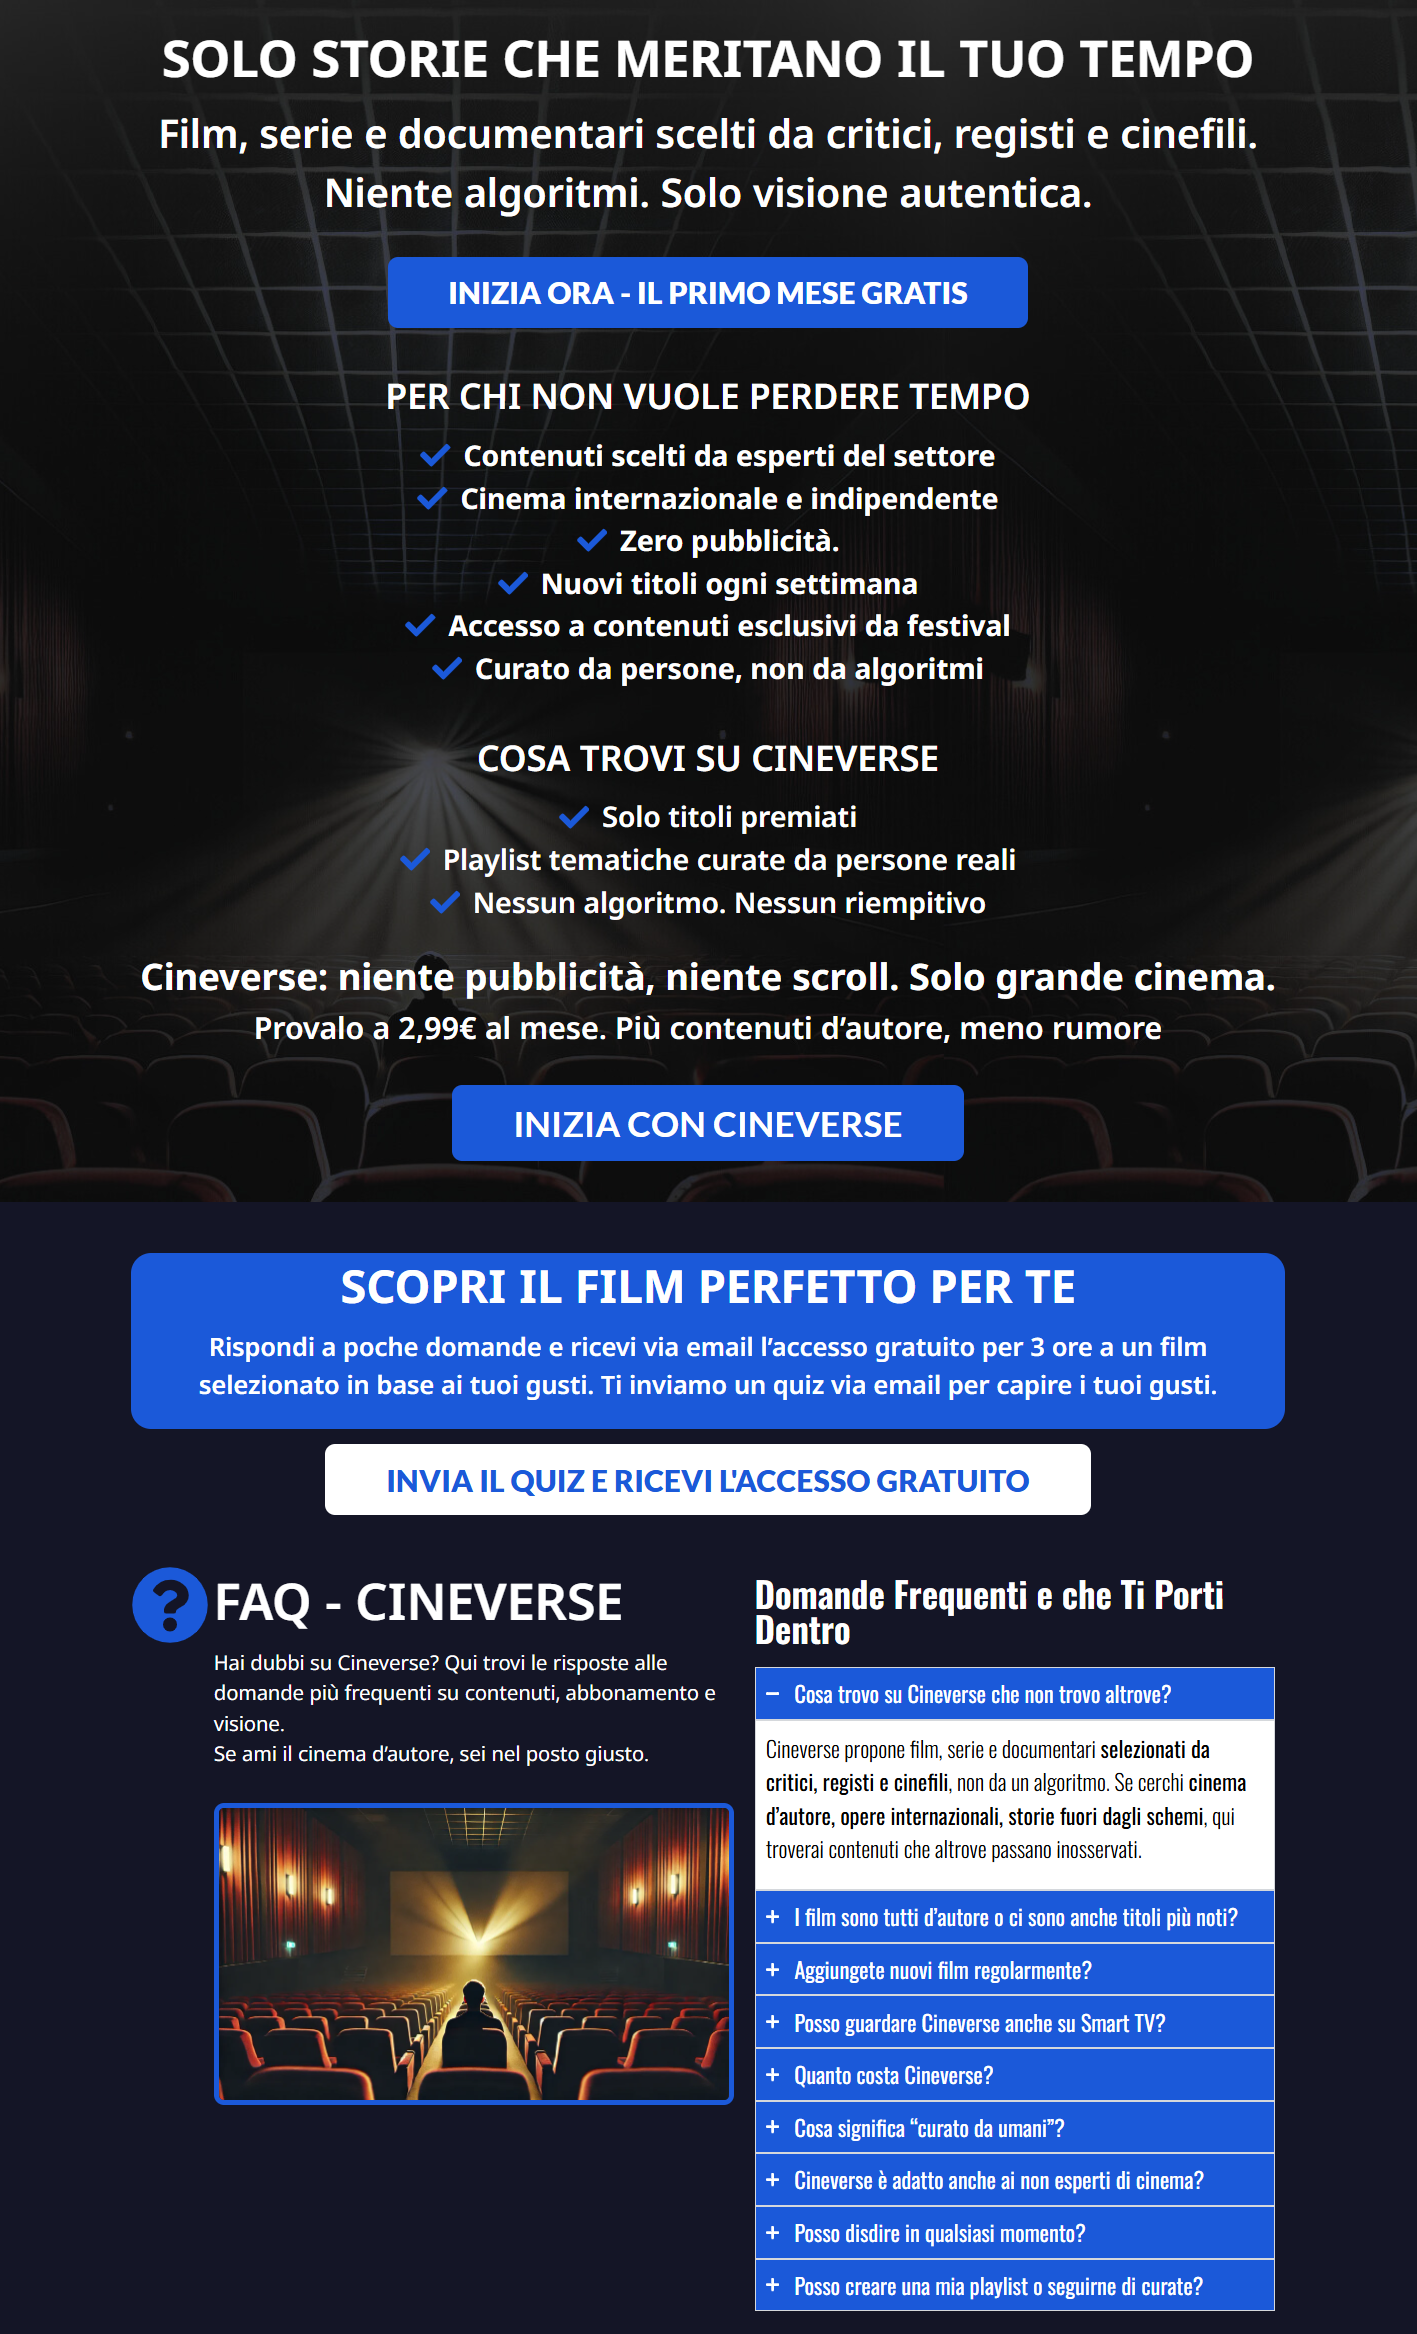 SOLO STORIE CHE MERITANO IL TUO TEMPO
Film, serie e documentari scelti da critici, registi e cinefili.
Niente algoritmi. Solo visione autentica.
INIZIA ORA - IL PRIMO MESE GRATIS
PER CHI NON VUOLE PERDERE TEMPO
Contenuti scelti da esperti del settore
Cinema internazionale e indipendente
Zero pubblicità.
Nuovi titoli ogni settimana
Accesso a contenuti esclusivi da festival
Curato da persone, non da algoritmi
COSA TROVI SU CINEVERSE
Solo titoli premiati
Playlist tematiche curate da persone reali
Nessun algoritmo. Nessun riempitivo
Cineverse: niente pubblicità, niente scroll. Solo grande cinema.
Provalo a 2,99€ al mese. Più contenuti d’autore, meno rumore
INIZIA CON CINEVERSE
SCOPRI IL FILM PERFETTO PER TE
Rispondi a poche domande e ricevi via email l’accesso gratuito per 3 ore a un film
selezionato in base ai tuoi gusti. Ti inviamo un quiz via email per capire i tuoi gusti.
INVIA IL QUIZ E RICEVI L'ACCESSO GRATUITO
FAQ - CINEVERSE
Hai dubbi su Cineverse? Qui trovi le risposte alle
domande più frequenti su contenuti, abbonamento e
visione.
Se ami il cinema d’autore, sei nel posto giusto.
Domande Frequenti e che Ti Porti
Dentro
Cosa trovo su Cineverse che non trovo altrove?
Cineverse propone film, serie e documentari selezionati da
critici, registi e cinefili, non da un algoritmo. Se cerchi cinema
d’autore, opere internazionali, storie fuori dagli schemi, qui
troverai contenuti che altrove passano inosservati.
I film sono tutti d’autore o ci sono anche titoli più noti?
Aggiungete nuovi film regolarmente?
Posso guardare Cineverse anche su Smart TV?
Quanto costa Cineverse?
Cosa significa “curato da umani”?
Cineverse è adatto anche ai non esperti di cinema?
Posso disdire in qualsiasi momento?
Posso creare una mia playlist o seguirne di curate?